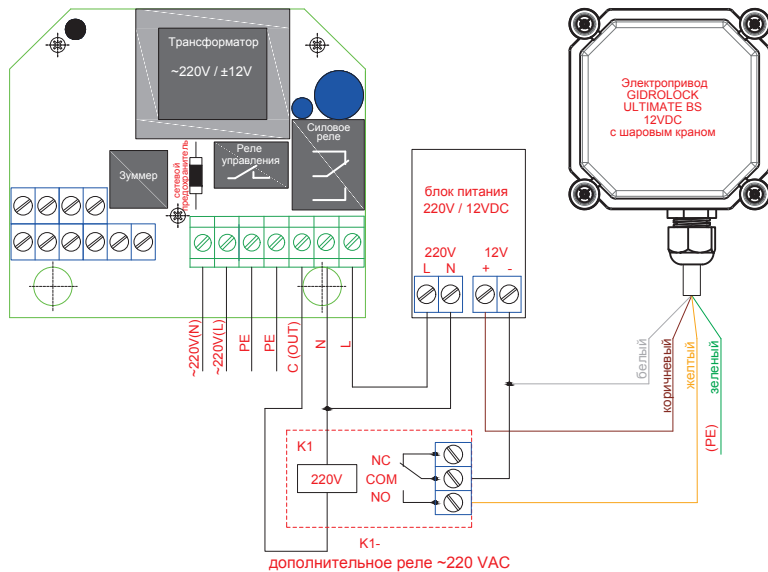 Трансформатор
~220V / ±12V
Силовое
реле
Реле
управления
Зуммер
сетевой
предохранитель
~220V(N)
~220V(L)
PE
PE
C (OUT)
N
L
блок питания
220V / 12VDC
220V
12V
L
N
+
-
Электропривод
GIDROLOCK
ULTIMATE BS
12VDC
с шаровым краном
белый
коричневый
желтый
зеленый
(PE)
K1
220V
NC
COM
NO
K1-
дополнительное реле ~220 VAC